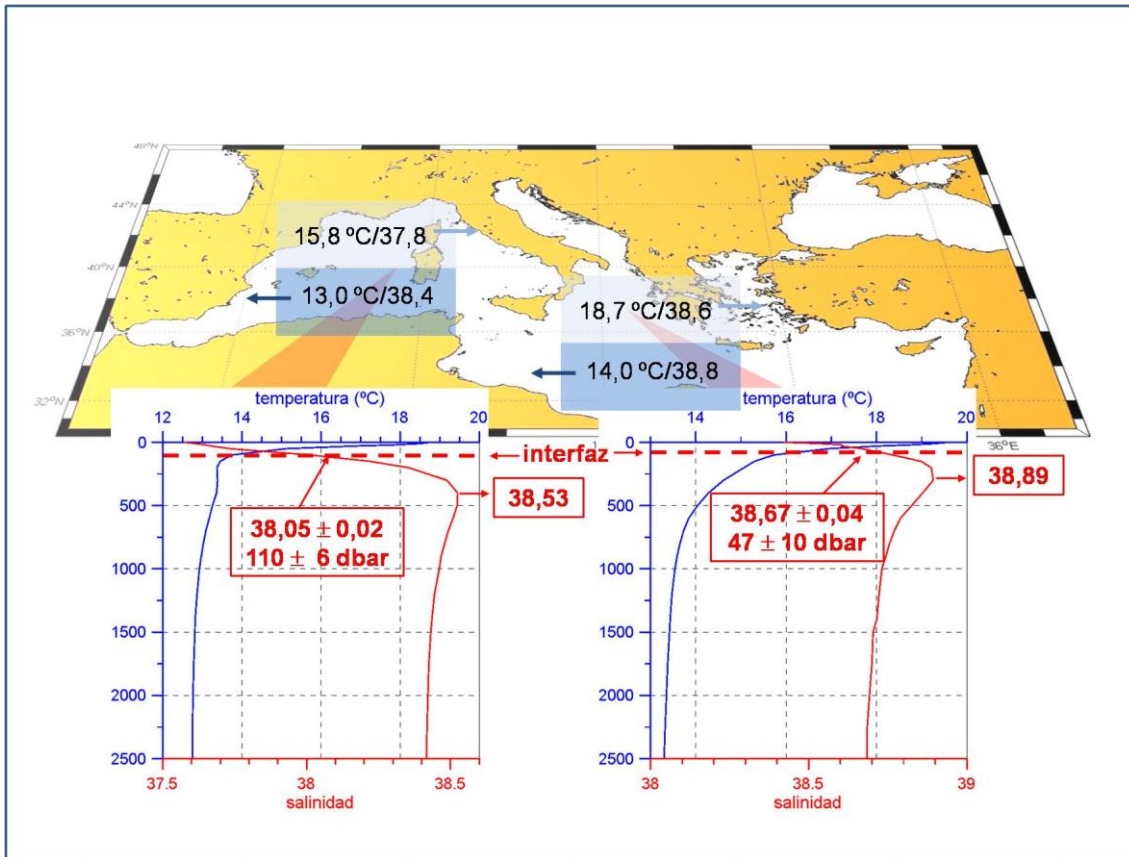 48°N
44°N
40°N
36°N
32°N
15,8 ºC/37,8
13,0 ºC/38,4
18,7 ºC/38,6
14,0 ºC/38,8
36°E
temperatura (ºC)
12 14 16 18 20
0
500
1000
1500
2000
2500
38,05 ± 0,02
110 ± 6 dbar
38,53
37.5 38 38.5
salinidad
interfaz
temperatura (ºC)
14 16 18 20
0
500
1000
1500
2000
2500
38,67 ± 0,04
47 ± 10 dbar
38,89
38 38.5 39
salinidad